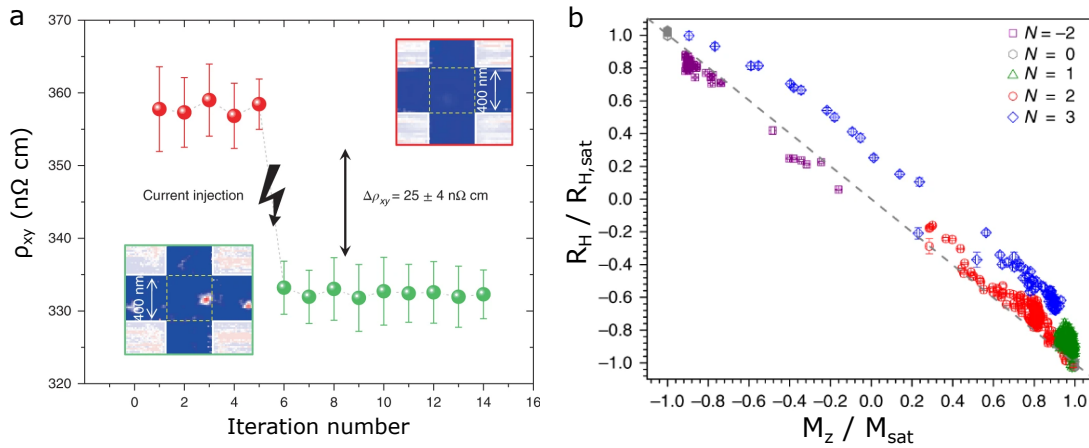 a
370
360
350
340
330
320
ρxy (nΩ cm)
400 nm
Current injection
Δρxy = 25 ± 4 nΩ cm
400 nm
0 2 4 6 8 10 12 14 16
Iteration number
b
1.0
0.8
0.6
0.4
0.2
0.0
−0.2
−0.4
−0.6
−0.8
−1.0
RH / RH,sat
N = −2
N = 0
N = 1
N = 2
N = 3
−1.0 −0.8 −0.6 −0.4 −0.2 0.0 0.2 0.4 0.6 0.8 1.0
Mz / Msat